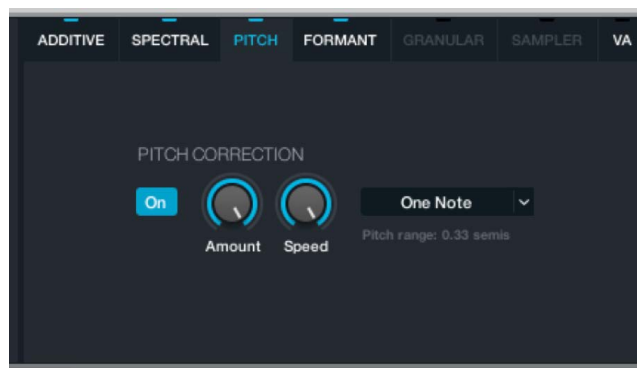 ADDITIVE SPECTRAL PITCH FORMANT GRANULAR SAMPLER VA
PITCH CORRECTION
On
Amount
Speed
One Note
Pitch range: 0.33 semis